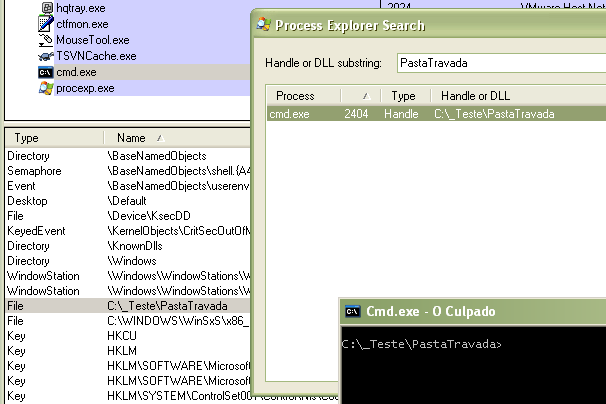 hqtray.exe
ctfmon.exe
MouseTool.exe
TSVNCache.exe
cmd.exe
procexp.exe
2024
VMware Host Net
Process Explorer Search
Handle or DLL substring: PastaTravada
Process Type Handle or DLL
cmd.exe 2404 Handle C:\_Teste\PastaTravada
Type Name
Directory \BaseNamedObjects
Semaphore \BaseNamedObjects\shell.{A4
Event \BaseNamedObjects\userenv
Desktop \Default
File \Device\KsecDD
KeyedEvent \KernelObjects\CritSecOutOfM
Directory \KnownDlls
Directory \Windows
WindowStation \Windows\WindowStations\W
WindowStation \Windows\WindowStations\W
File C:\_Teste\PastaTravada
File C:\WINDOWS\WinSxS\x86_
Key HKCU
Key HKLM
Key HKLM\SOFTWARE\Microsof
Key HKLM\SOFTWARE\Microsof
Key HKLM\SYSTEM\ControlSet001\Control\Nls\Loc
Cmd.exe - O Culpado
C:\_Teste\PastaTravada>